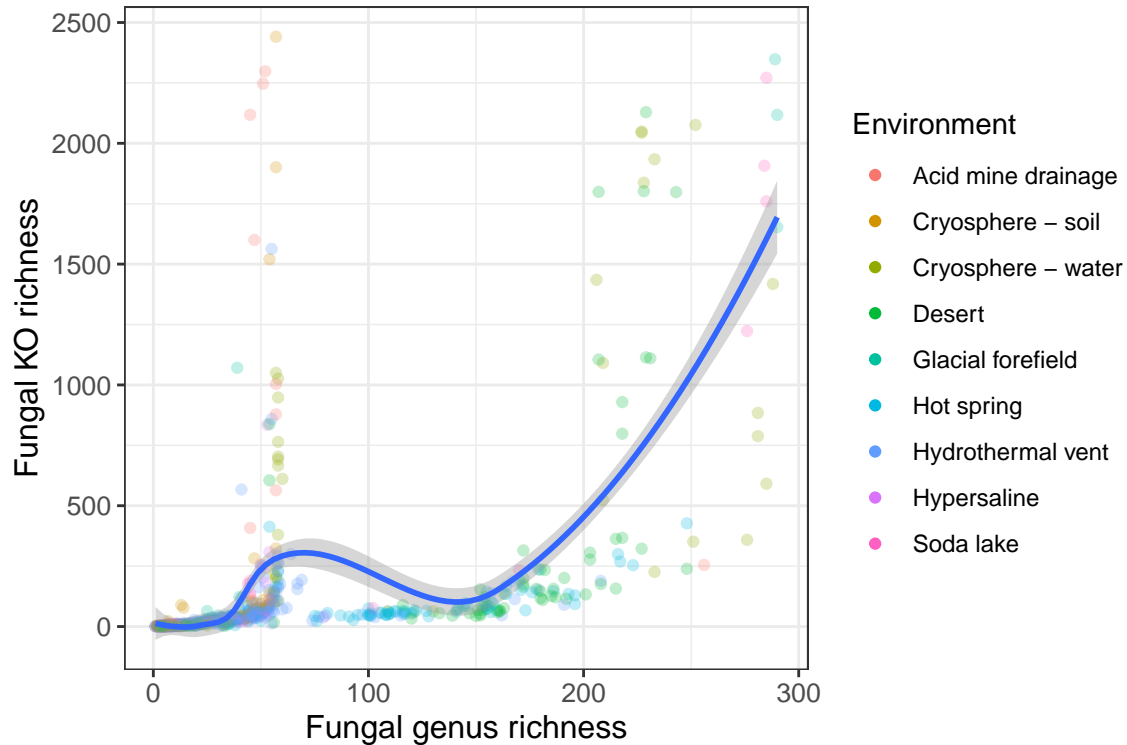 2500
2000
1500
1000
500
0
Fungal KO richness
0 100 200 300
Fungal genus richness
Environment
Acid mine drainage
Cryosphere − soil
Cryosphere − water
Desert
Glacial forefield
Hot spring
Hydrothermal vent
Hypersaline
Soda lake